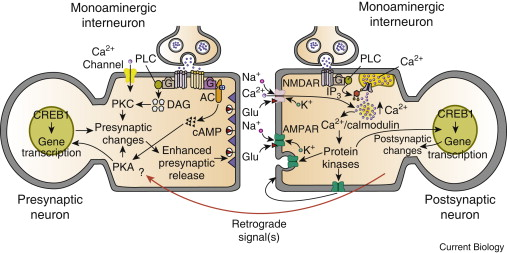 Monoaminergic
interneuron
Monoaminergic
interneuron
Ca2+
Channel
PLC
G
G
AC
PKC
DAG
CREB1
Gene
transcription
Presynaptic
changes
cAMP
Enhanced
presynaptic
release
PKA
?
Presynaptic
neuron
Na+
Ca2+
Glu
Na+
Glu
NMDAR
K+
AMPAR
K+
G
PLC
IP3
Ca2+
Ca2+
Ca2+/calmodulin
Protein
kinases
Postsynaptic
changes
CREB1
Gene
transcription
Postsynaptic
neuron
Retrograde
signal(s)
Current Biology